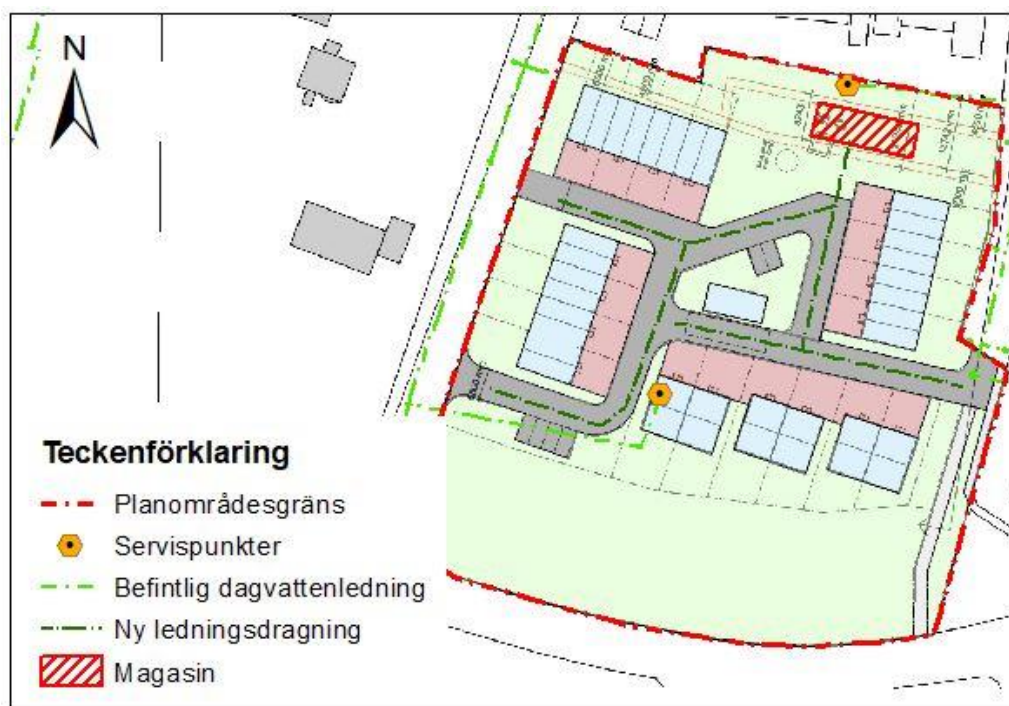 N
Teckenförklaring
Planområdesgräns
Servispunkter
Befintlig dagvattenledning
Ny ledningsdragning
Magasin